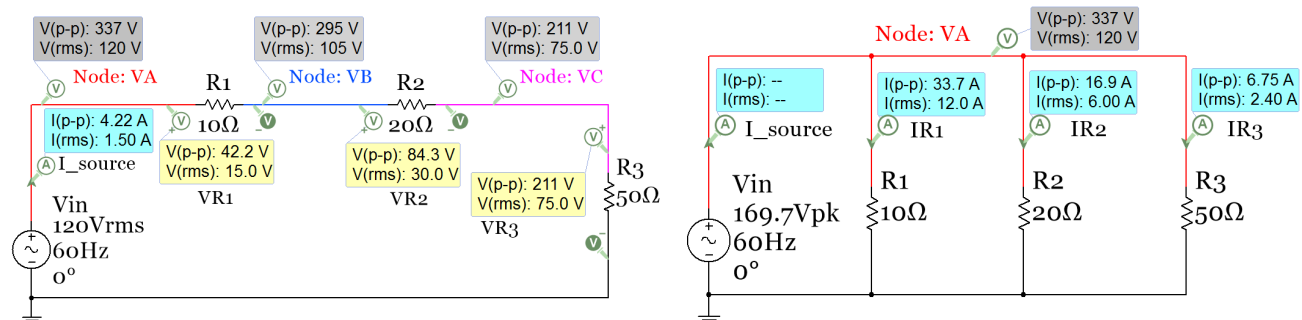 V(p-p): 337 V
V(rms): 120 V
V(p-p): 295 V
V(rms): 105 V
V(p-p): 211 V
V(rms): 75.0 V
Node: VA
R1
Node: VB
R2
Node: VC
V
V
V
10Ω
20Ω
I(p-p): 4.22 A
I(rms): 1.50 A
V
V
V
V
V
A
I_source
V(p-p): 42.2 V
V(rms): 15.0 V
VR1
V(p-p): 84.3 V
V(rms): 30.0 V
VR2
V(p-p): 211 V
V(rms): 75.0 V
VR3
R3
50Ω
V
Vin
120Vrms
60Hz
0°
Node: VA
V
V(p-p): 337 V
V(rms): 120 V
I(p-p): --
I(rms): --
A
I_source
I(p-p): 33.7 A
I(rms): 12.0 A
A
IR1
I(p-p): 16.9 A
I(rms): 6.00 A
A
IR2
I(p-p): 6.75 A
I(rms): 2.40 A
A
IR3
Vin
169.7Vpk
60Hz
0°
R1
10Ω
R2
20Ω
R3
50Ω